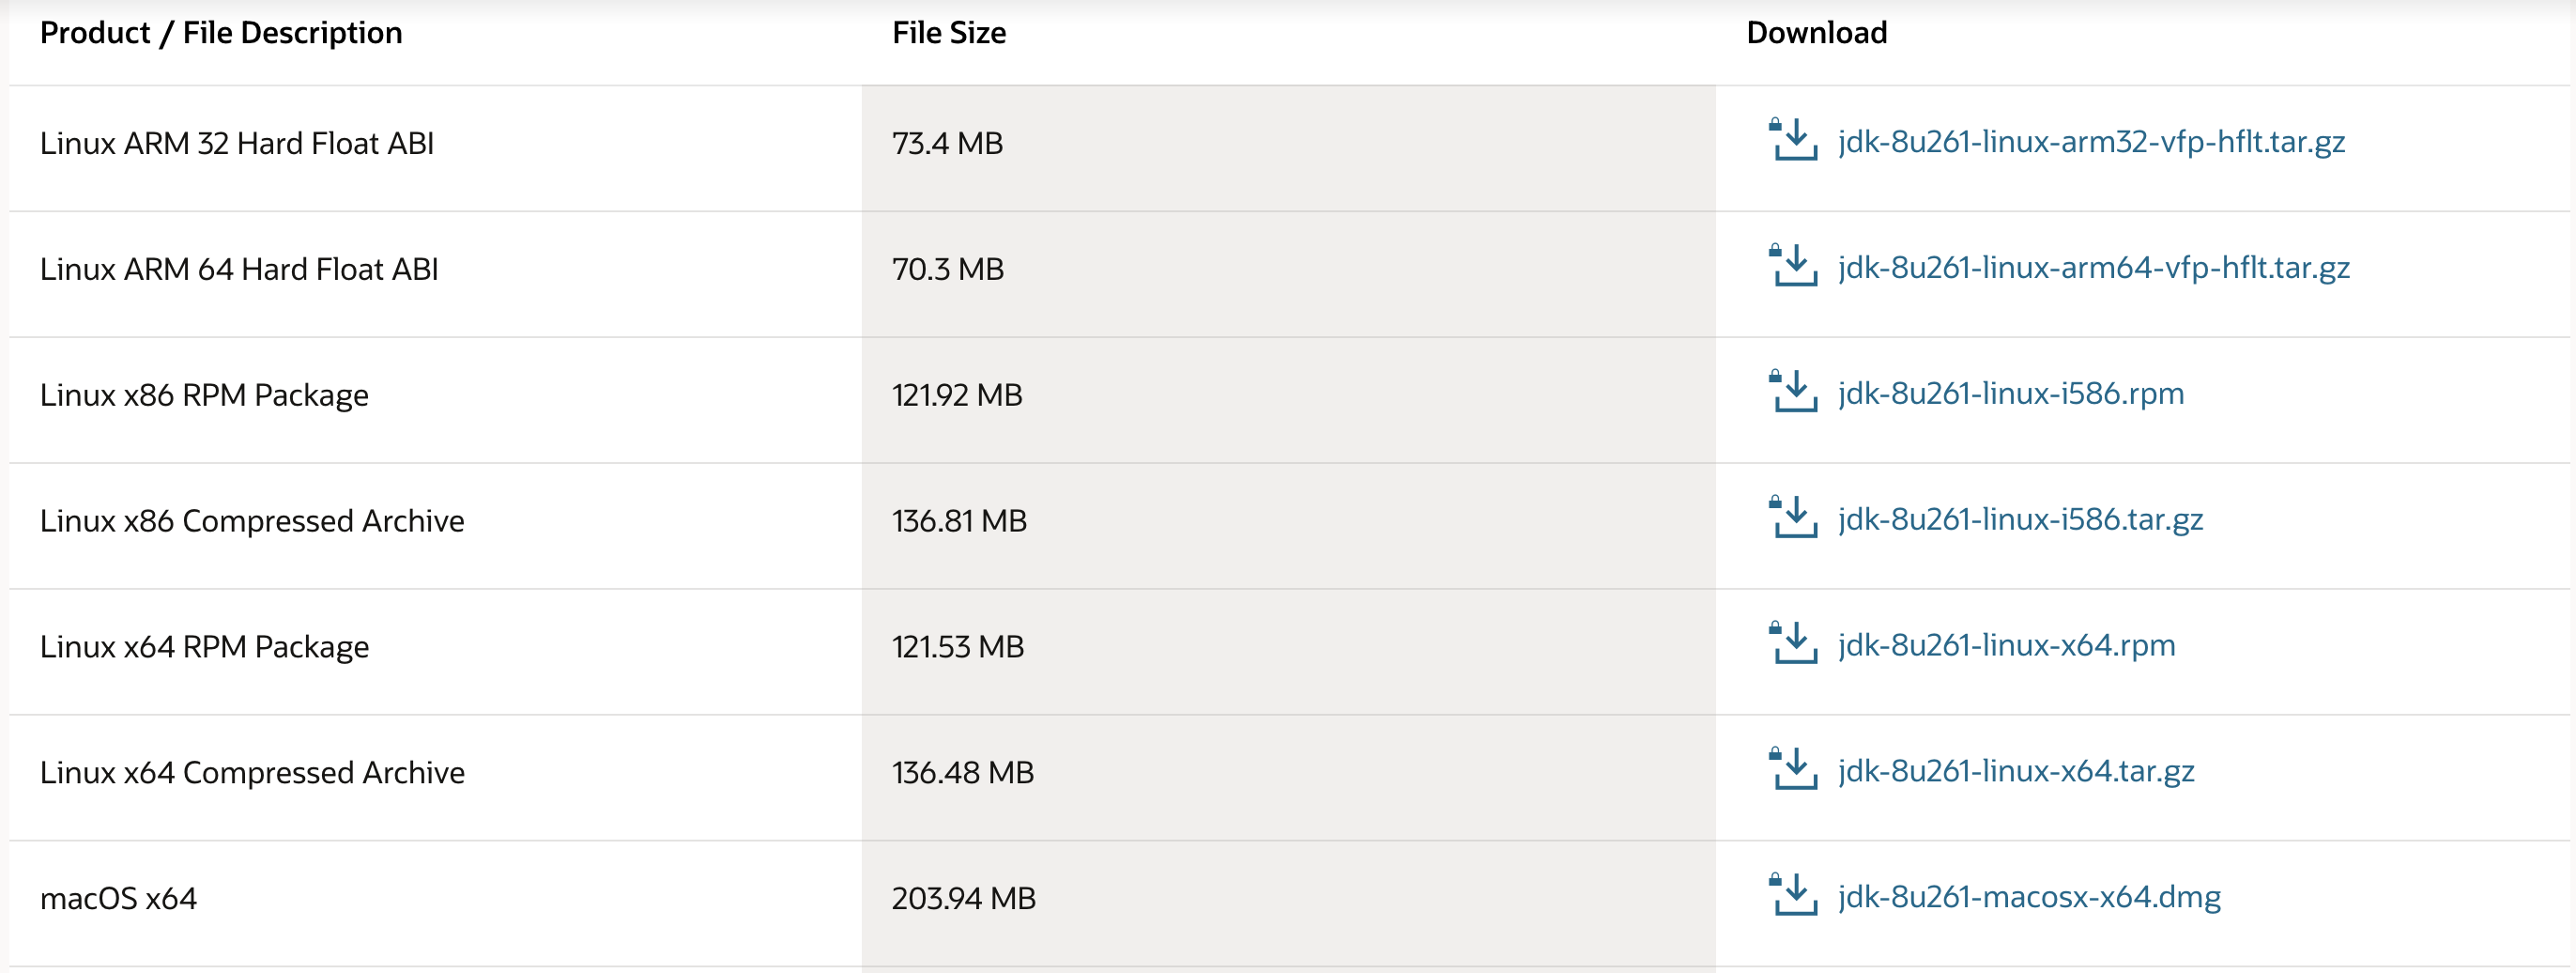 Product / File Description File Size Download
Linux ARM 32 Hard Float ABI 73.4 MB jdk-8u261-linux-arm32-vfp-hflt.tar.gz
Linux ARM 64 Hard Float ABI 70.3 MB jdk-8u261-linux-arm64-vfp-hflt.tar.gz
Linux x86 RPM Package 121.92 MB jdk-8u261-linux-i586.rpm
Linux x86 Compressed Archive 136.81 MB jdk-8u261-linux-i586.tar.gz
Linux x64 RPM Package 121.53 MB jdk-8u261-linux-x64.rpm
Linux x64 Compressed Archive 136.48 MB jdk-8u261-linux-x64.tar.gz
macOS x64 203.94 MB jdk-8u261-macosx-x64.dmg